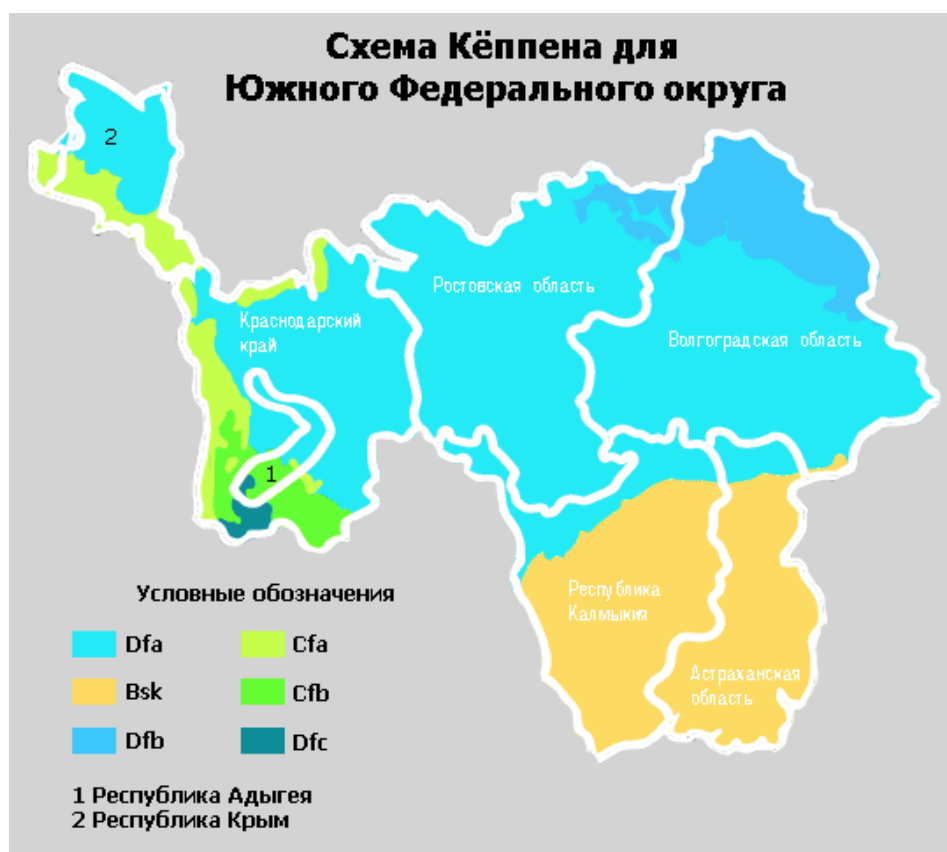 Схема Кёппена для
Южного Федерального округа
2
Ростовская область
Краснодарский
край
Волгоградская область
1
Республика
Калмыкия
Астраханская
область
Условные обозначения
Dfa
Cfa
Bsk
Cfb
Dfb
Dfc
1 Республика Адыгея
2 Республика Крым